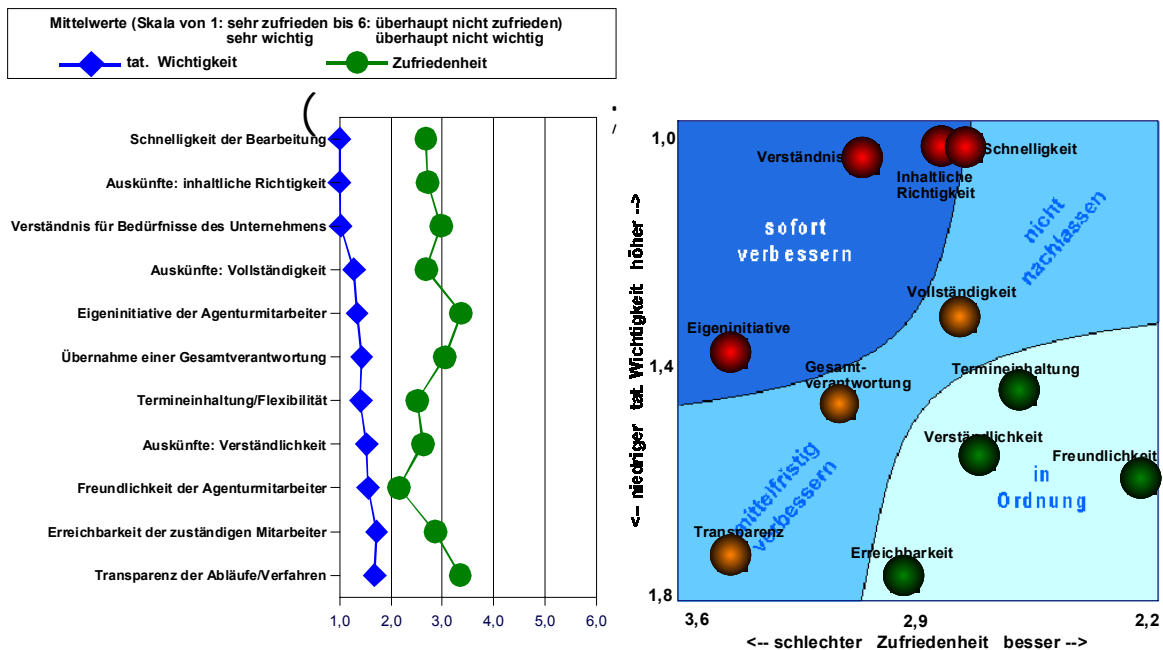 Mittelwerte (Skala von 1: sehr zufrieden bis 6: überhaupt nicht zufrieden)
sehr wichtig überhaupt nicht wichtig
tat. Wichtigkeit Zufriedenheit
(
Schnelligkeit der Bearbeitung
Auskünfte: inhaltliche Richtigkeit
Verständnis für Bedürfnisse des Unternehmens
Auskünfte: Vollständigkeit
Eigeninitiative der Agenturmitarbeiter
Übernahme einer Gesamtverantwortung
Termineinhaltung/Flexibilität
Auskünfte: Verständlichkeit
Freundlichkeit der Agenturmitarbeiter
Erreichbarkeit der zuständigen Mitarbeiter
Transparenz der Abläufe/Verfahren
1,0 2,0 3,0 4,0 5,0 6,0
<-- niedriger tat. Wichtigkeit höher -->
1,0
1,4
1,8
Verständnis
Schnelligkeit
Inhaltliche
Richtigkeit
sofort
verbessern
nicht
nachlassen
Vollständigkeit
Eigeninitiative
Gesamt-
verantwortung
Termineinhaltung
Verständlichkeit
Freundlichkeit
in
Ordnung
mittelfristig
verbessern
Transparenz
Erreichbarkeit
3,6 2,9 2,2
<-- schlechter Zufriedenheit besser -->